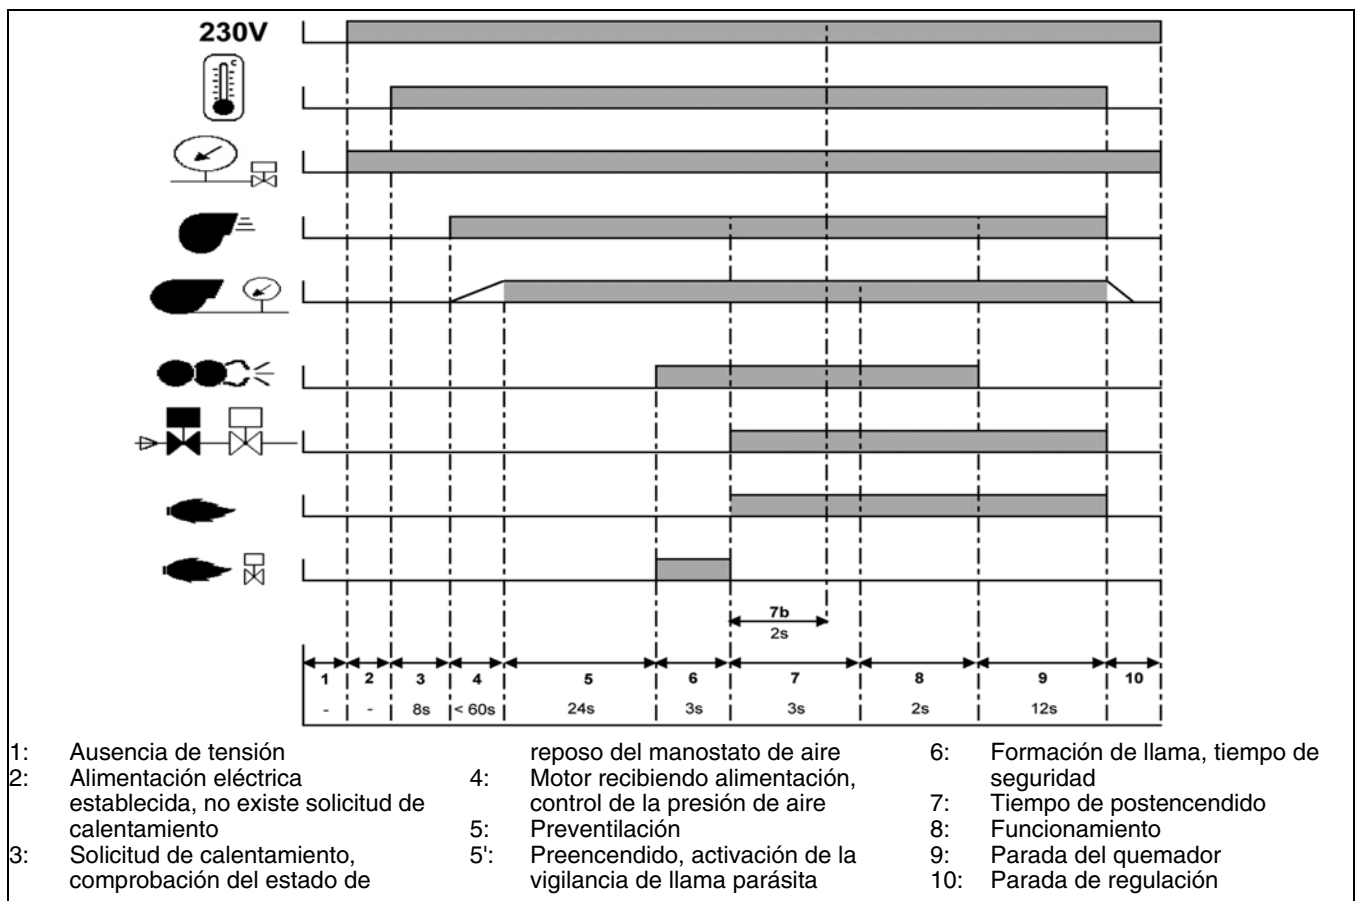 230V
°C
7b
2s
1 2 3 4 5 6 7 8 9 10
- - 8s < 60s 24s 3s 3s 2s 12s
1: Ausencia de tensión
2: Alimentación eléctrica
establecida, no existe solicitud de
calentamiento
3: Solicitud de calentamiento,
comprobación del estado de
reposo del manostato de aire
4: Motor recibiendo alimentación,
control de la presión de aire
5: Preventilación
5': Preencendido, activación de la
vigilancia de llama parásita
6: Formación de llama, tiempo de
seguridad
7: Tiempo de postencendido
8: Funcionamiento
9: Parada del quemador
10: Parada de regulación